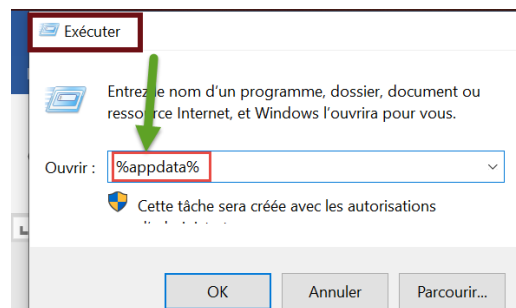 Exécuter
Entrez le nom d'un programme, dossier, document ou
ressource Internet, et Windows l'ouvrira pour vous.
Ouvrir : %appdata%
Cette tâche sera créée avec les autorisations
OK Annuler Parcourir...